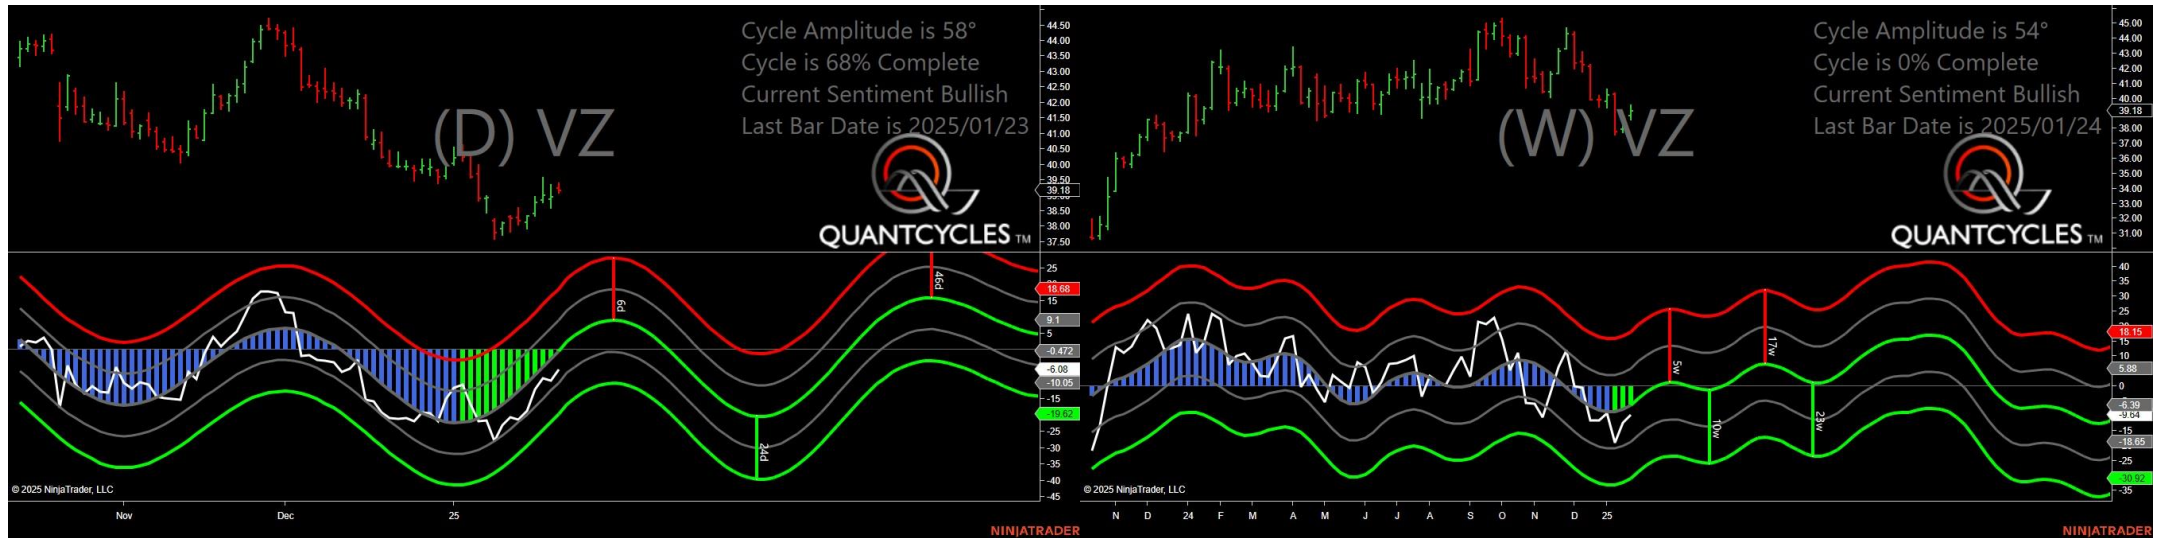 Cycle Amplitude is 58°
Cycle is 68% Complete
Current Sentiment Bullish
Last Bar Date is 2025/01/23
(D) VZ
QUANTCYCLES TM
44.50
44.00
43.50
43.00
42.50
42.00
41.50
41.00
40.50
40.00
39.50
39.18
38.50
38.00
37.50
6d
46d
24d
25
18.68
15
9.1
5
-0.472
-6.08
-10.05
-15
-19.62
-25
-30
-35
-40
-45
© 2025 NinjaTrader, LLC
Nov
Dec
25
NINJATRADER
Cycle Amplitude is 54°
Cycle is 0% Complete
Current Sentiment Bullish
Last Bar Date is 2025/01/24
(W) VZ
QUANTCYCLES TM
45.00
44.00
43.00
42.00
41.00
40.00
39.18
38.00
37.00
36.00
35.00
34.00
33.00
32.00
31.00
5w
17w
10w
23w
40
35
30
25
18.15
15
10
5.88
0
-6.39
-9.64
-15
-18.65
-25
-30.92
-35
© 2025 NinjaTrader, LLC
N D 24 F M A M J J A S O N D 25
NINJATRADER